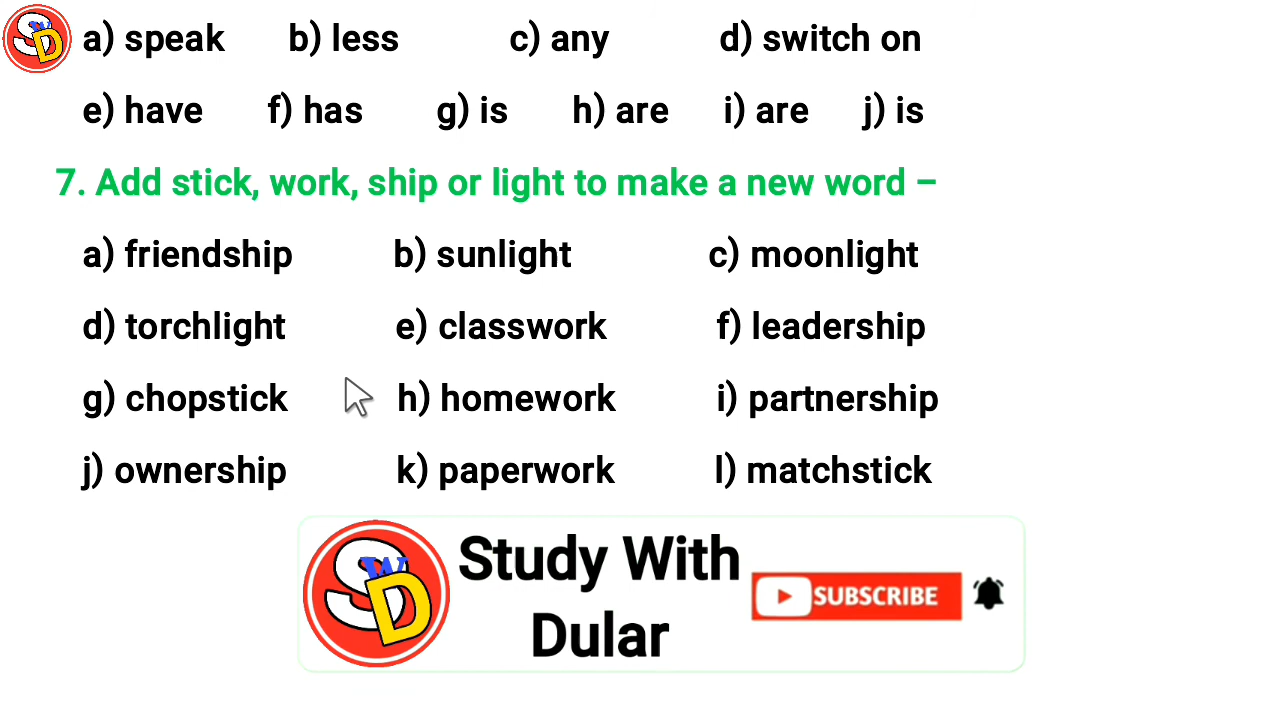 a) speak b) less c) any d) switch on
e) have f) has g) is h) are i) are j) is
7. Add stick, work, ship or light to make a new word –
a) friendship b) sunlight c) moonlight
d) torchlight e) classwork f) leadership
g) chopstick h) homework i) partnership
j) ownership k) paperwork l) matchstick
SWD
Study With
Dular
SUBSCRIBE